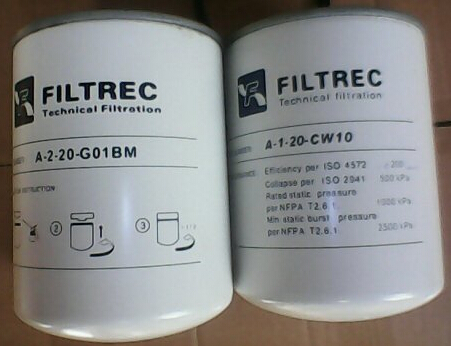 FILTREC
Technical Filtration
A-2-20-G01BM
INSTRUCTION
2
3
FILTREC
Technical filtration
A-1-20-CW10
Efficiency per ISO 4572
Collapse per ISO 2941 500 kPa
Rated static pressure
per NFPA T2.6.1 1000 kPa
Min static burst pressure
per NFPA T2.6.1 2500 kPa